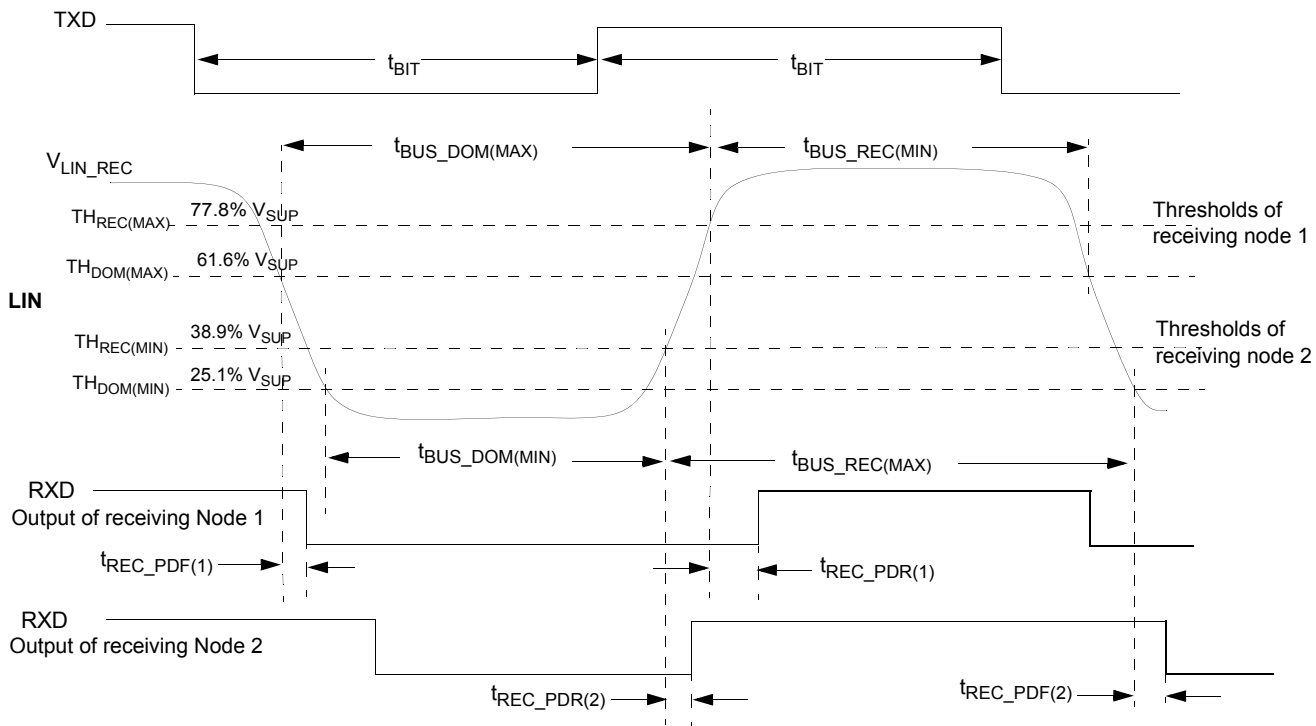 TXD
tBIT
tBIT
tBUS_DOM(MAX)
tBUS_REC(MIN)
VLIN_REC
THREC(MAX) 77.8% VSUP
Thresholds of
receiving node 1
THDOM(MAX) 61.6% VSUP
LIN
THREC(MIN) 38.9% VSUP
Thresholds of
receiving node 2
THDOM(MIN) 25.1% VSUP
tBUS_DOM(MIN)
tBUS_REC(MAX)
RXD
Output of receiving Node 1
tREC_PDF(1)
tREC_PDR(1)
RXD
Output of receiving Node 2
tREC_PDR(2)
tREC_PDF(2)